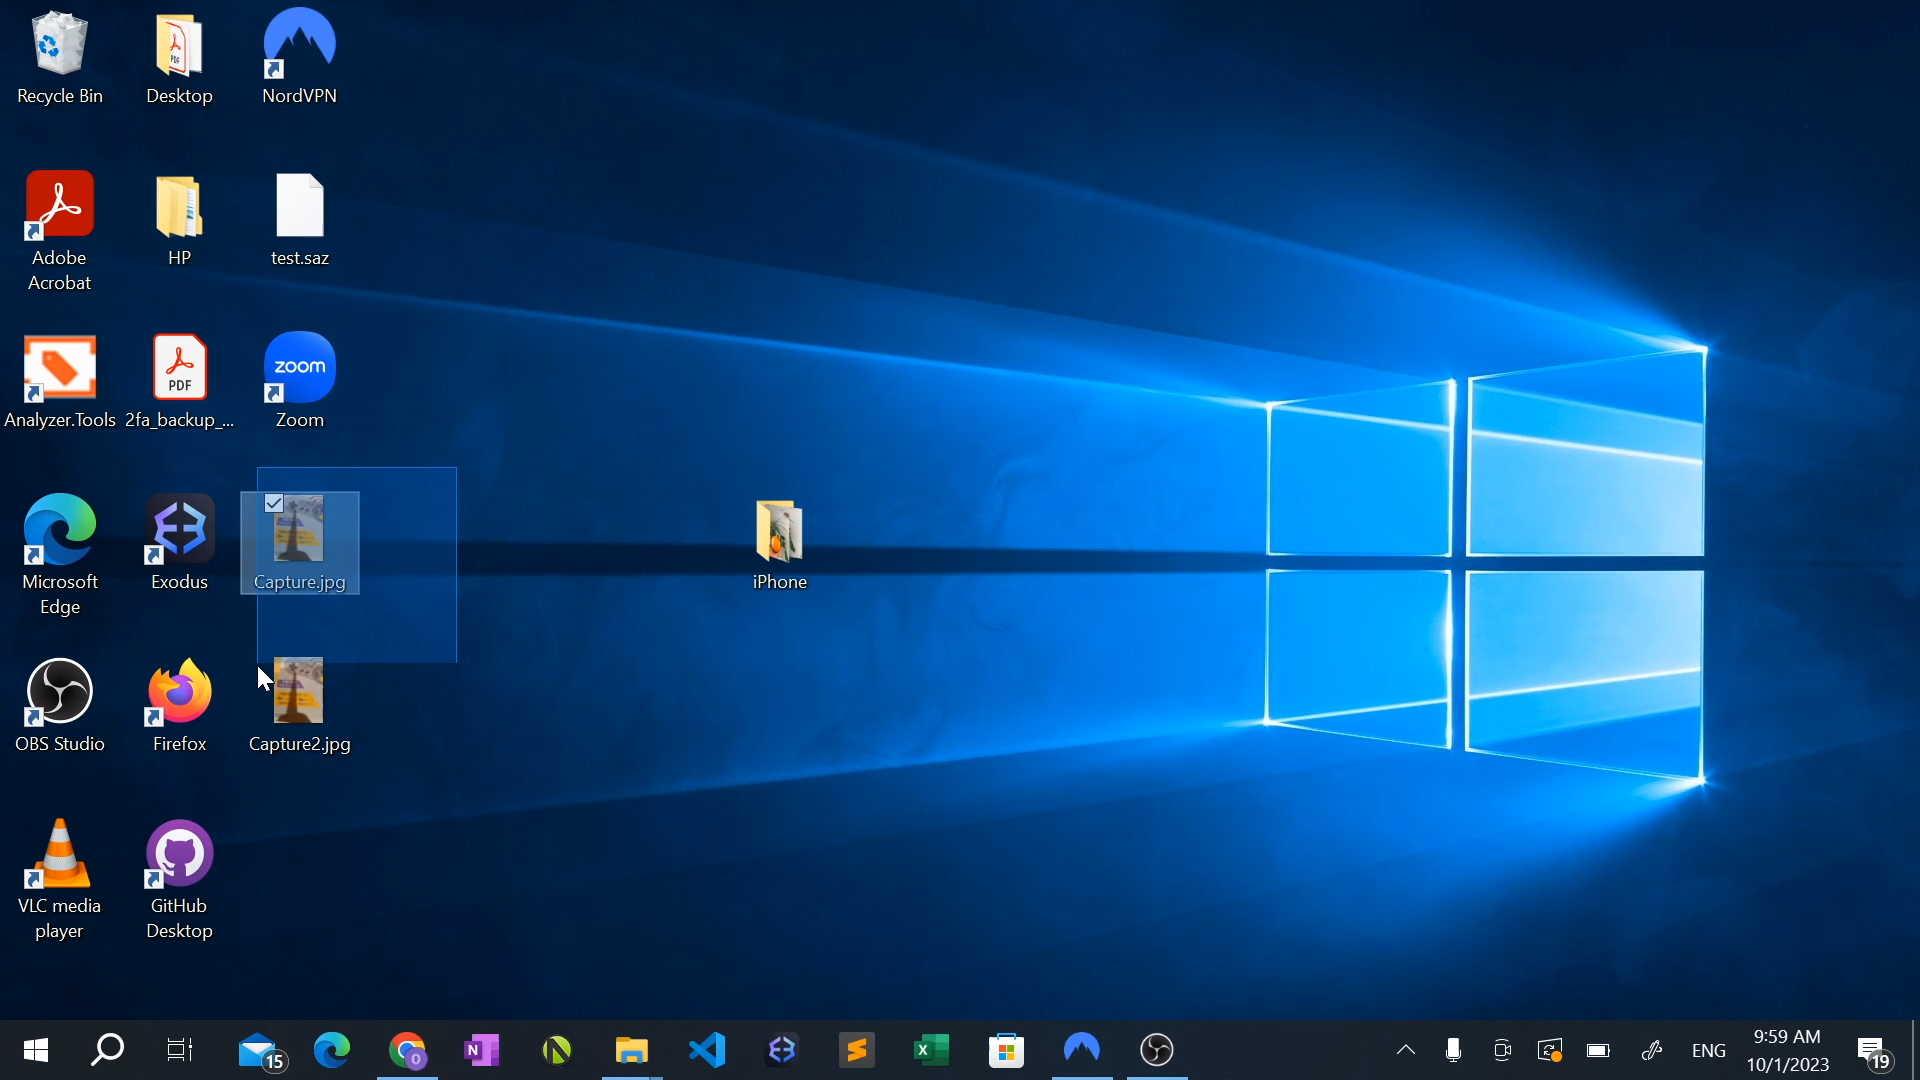 Recycle Bin
Desktop
NordVPN
Adobe
Acrobat
HP
test.saz
Analyzer.Tools
PDF
2fa_backup_...
zoom
Zoom
Microsoft
Edge
Exodus
Capture.jpg
iPhone
OBS Studio
Firefox
Capture2.jpg
VLC media
player
GitHub
Desktop
15
ENG
9:59 AM
10/1/2023
19